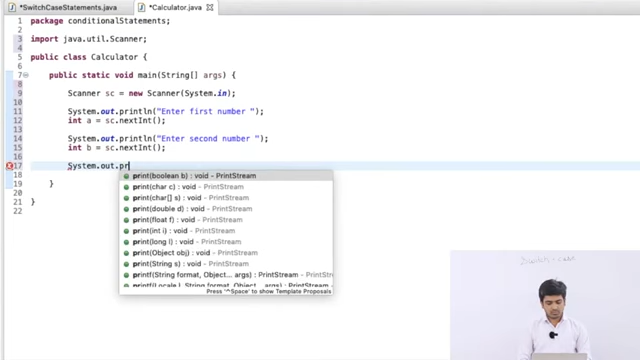 *SwitchCaseStatements.java
*Calculator.java
1 package conditionalStatements;
2
3 import java.util.Scanner;
4
5 public class Calculator {
6
7 public static void main(String[] args) {
8
9 Scanner sc = new Scanner(System.in);
10
11 System.out.println("Enter first number ");
12 int a = sc.nextInt();
13
14 System.out.println("Enter second number ");
15 int b = sc.nextInt();
16
17 System.out.pr
18
19 }
20
21 }
22
print(boolean b) : void - PrintStream
print(char c) : void - PrintStream
print(char[] s) : void - PrintStream
print(double d) : void - PrintStream
print(float f) : void - PrintStream
print(int i) : void - PrintStream
print(long l) : void - PrintStream
print(Object obj) : void - PrintStream
print(String s) : void - PrintStream
printf(String format, Object... args) : PrintStream - PrintStrea
printf(Locale l, String format, Object... args) : PrintStream
Press '^Space' to show Template Proposals
Switch - case